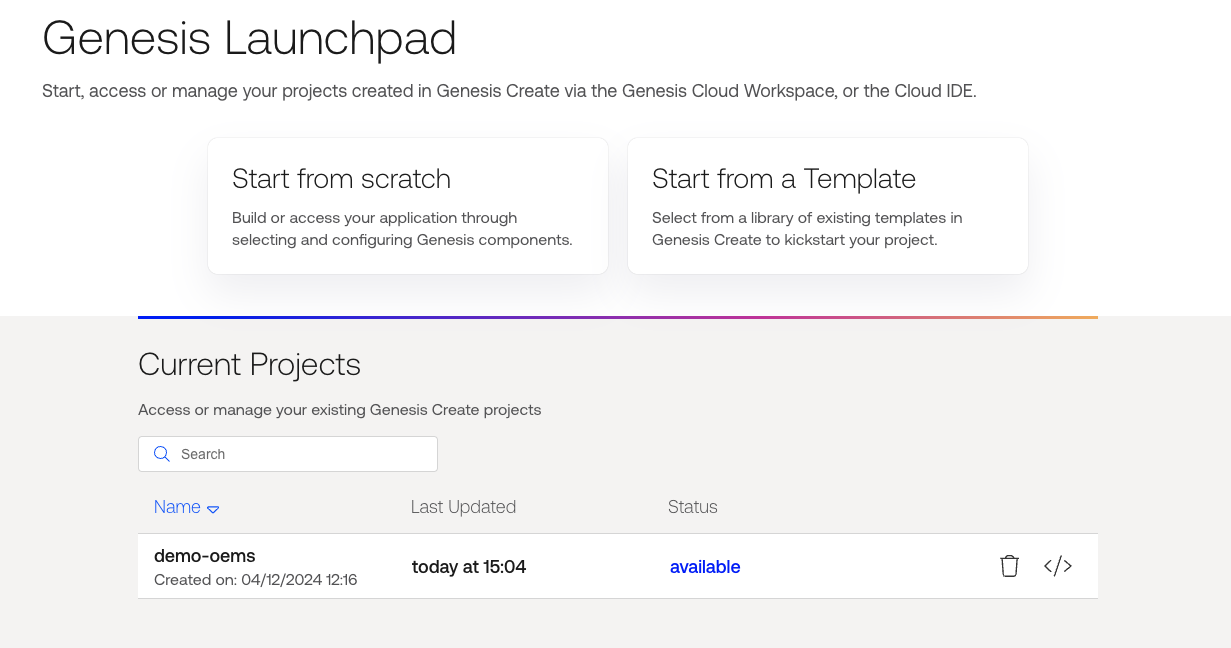 Genesis Launchpad
Start, access or manage your projects created in Genesis Create via the Genesis Cloud Workspace, or the Cloud IDE.
Start from scratch
Build or access your application through
selecting and configuring Genesis components.
Start from a Template
Select from a library of existing templates in
Genesis Create to kickstart your project.
Current Projects
Access or manage your existing Genesis Create projects
Search
Name Last Updated Status
demo-oems
Created on: 04/12/2024 12:16
today at 15:04
available